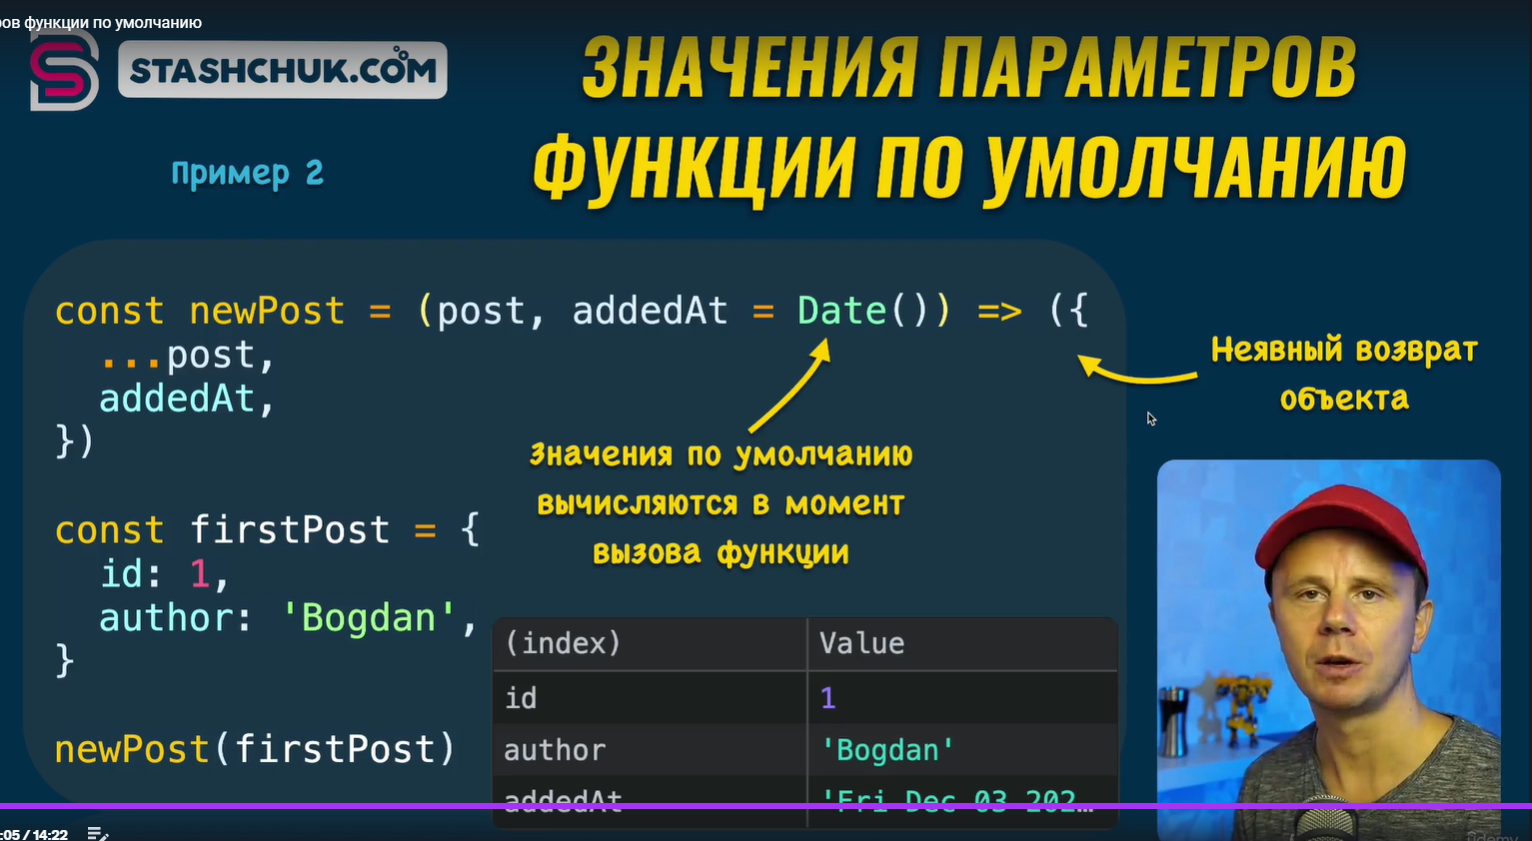 ров функции по умолчанию
STASHCHUK.COM
ЗНАЧЕНИЯ ПАРАМЕТРОВ
ФУНКЦИИ ПО УМОЛЧАНИЮ
Пример 2
const newPost = (post, addedAt = Date()) => ({
...post,
addedAt,
})
Неявный возврат
объекта
Значения по умолчанию
вычисляются в момент
вызова функции
const firstPost = {
id: 1,
author: 'Bogdan',
}
newPost(firstPost)
(index) Value
id 1
author 'Bogdan'
addedAt 'Fri Dec 03 202…
:05 / 14:22
ûdemy